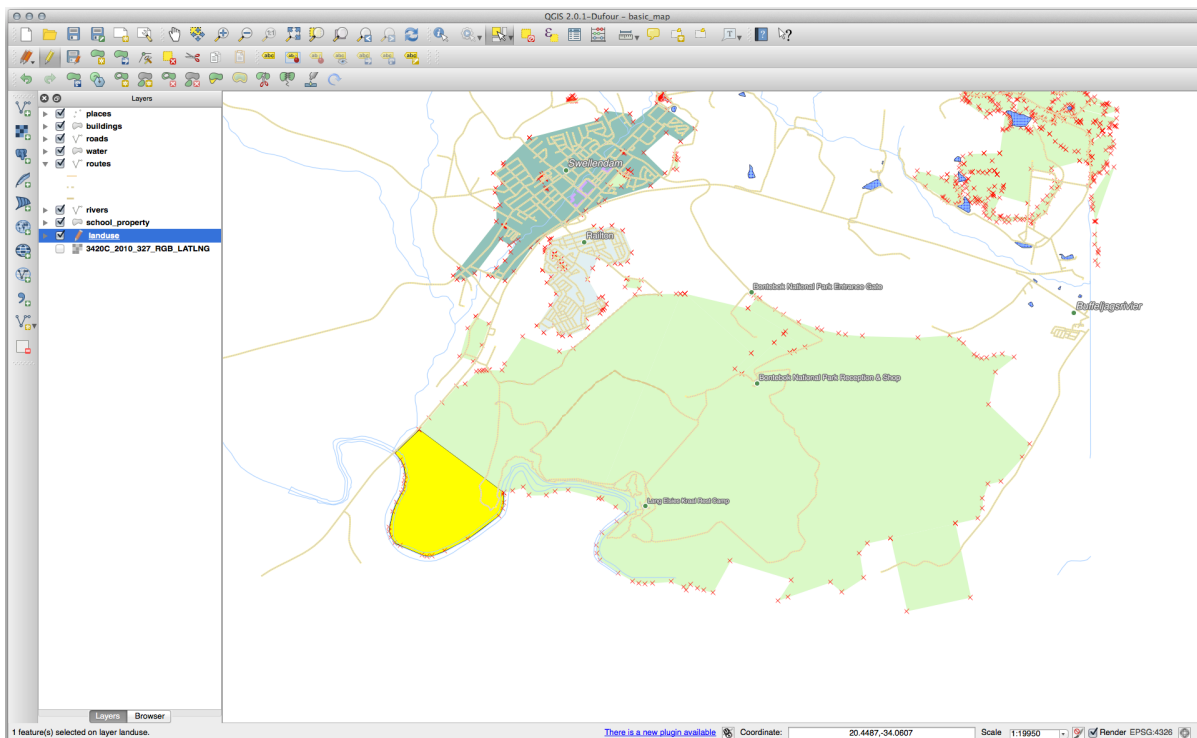 QGIS 2.0.1-Dufour - basic_map
Layers
places
buildings
roads
water
routes
rivers
school_property
landuse
3420C_2010_327_RGB_LATLNG
Swellendam
Railton
Bontebok National Park Entrance Gate
Buffeljagsrivier
Bontebok National Park Reception & Shop
Lang Elsies Kraal Rest Camp
Layers Browser
1 feature(s) selected on layer landuse.
There is a new plugin available
Coordinate:
20.4487,-34.0607
Scale
1:19950
Render
EPSG:4326